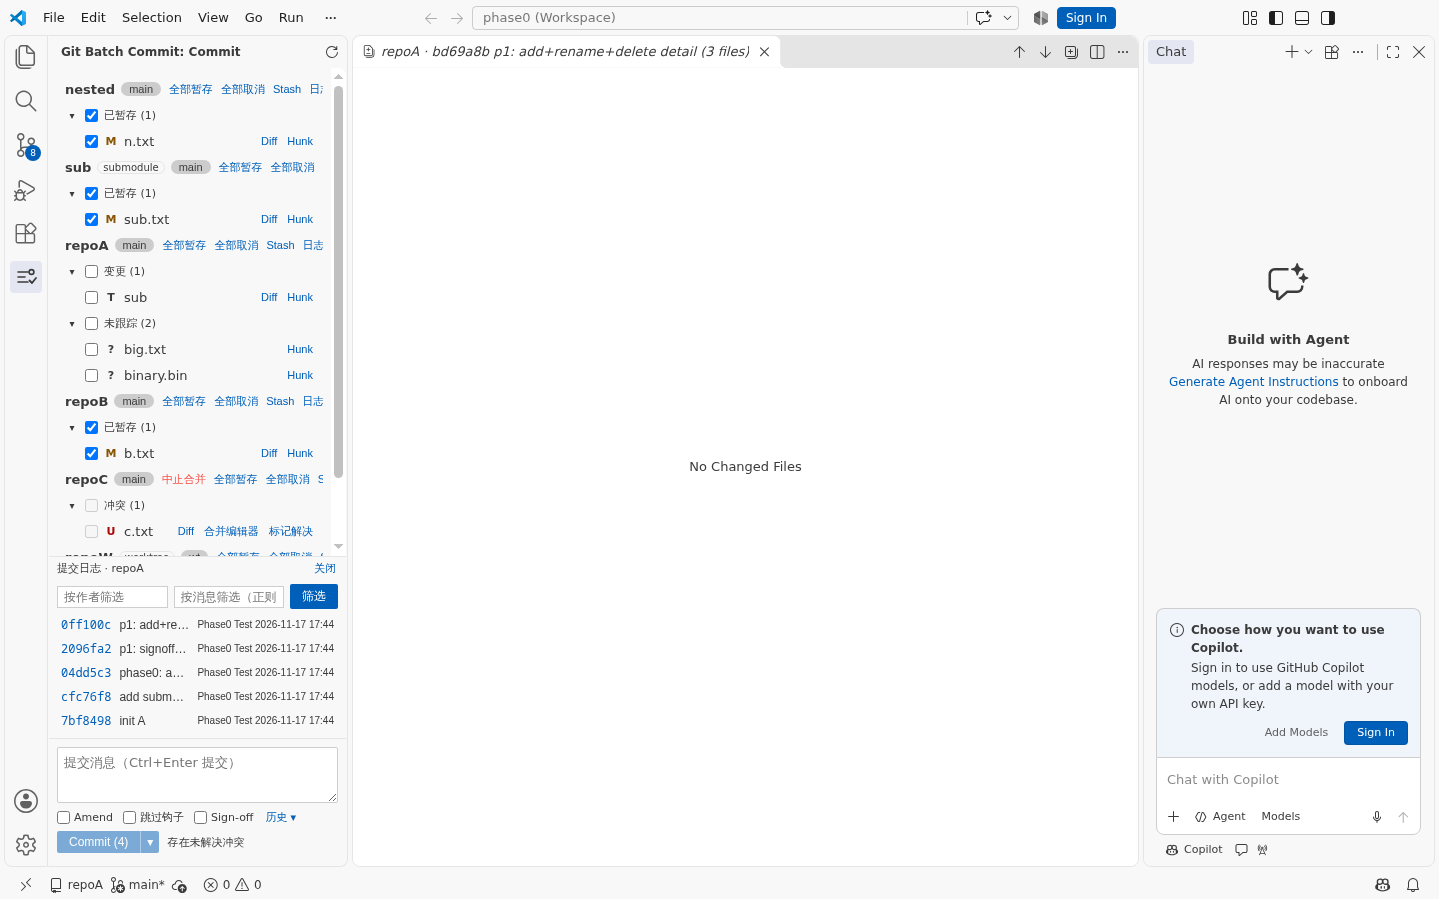 File Edit Selection View Go Run ···
phase0 (Workspace)
Sign In
Git Batch Commit: Commit
nested main 全部暂存 全部取消 Stash
已暂存 (1)
M n.txt Diff Hunk
sub submodule main 全部暂存 全部取消
已暂存 (1)
M sub.txt Diff Hunk
repoA main 全部暂存 全部取消 Stash 日志
变更 (1)
T sub Diff Hunk
未跟踪 (2)
? big.txt Hunk
? binary.bin Hunk
repoB main 全部暂存 全部取消 Stash 日志
已暂存 (1)
M b.txt Diff Hunk
repoC main 中止合并 全部暂存 全部取消 S
冲突 (1)
U c.txt Diff 合并编辑器 标记解决
8
提交日志 · repoA 关闭
按作者筛选 按消息筛选（正则 筛选
0ff100c p1: add+re… Phase0 Test 2026-11-17 17:44
2096fa2 p1: signoff… Phase0 Test 2026-11-17 17:44
04dd5c3 phase0: a… Phase0 Test 2026-11-17 17:44
cfc76f8 add subm… Phase0 Test 2026-11-17 17:44
7bf8498 init A Phase0 Test 2026-11-17 17:44
提交消息（Ctrl+Enter 提交）
Amend 跳过钩子 Sign-off 历史 ▾
Commit (4) ▾ 存在未解决冲突
repoA · bd69a8b p1: add+rename+delete detail (3 files)
No Changed Files
Chat
Build with Agent
AI responses may be inaccurate
Generate Agent Instructions to onboard
AI onto your codebase.
Choose how you want to use
Copilot.
Sign in to use GitHub Copilot
models, or add a model with your
own API key.
Add Models Sign In
Chat with Copilot
Agent Models
Copilot
repoA main* 0 0